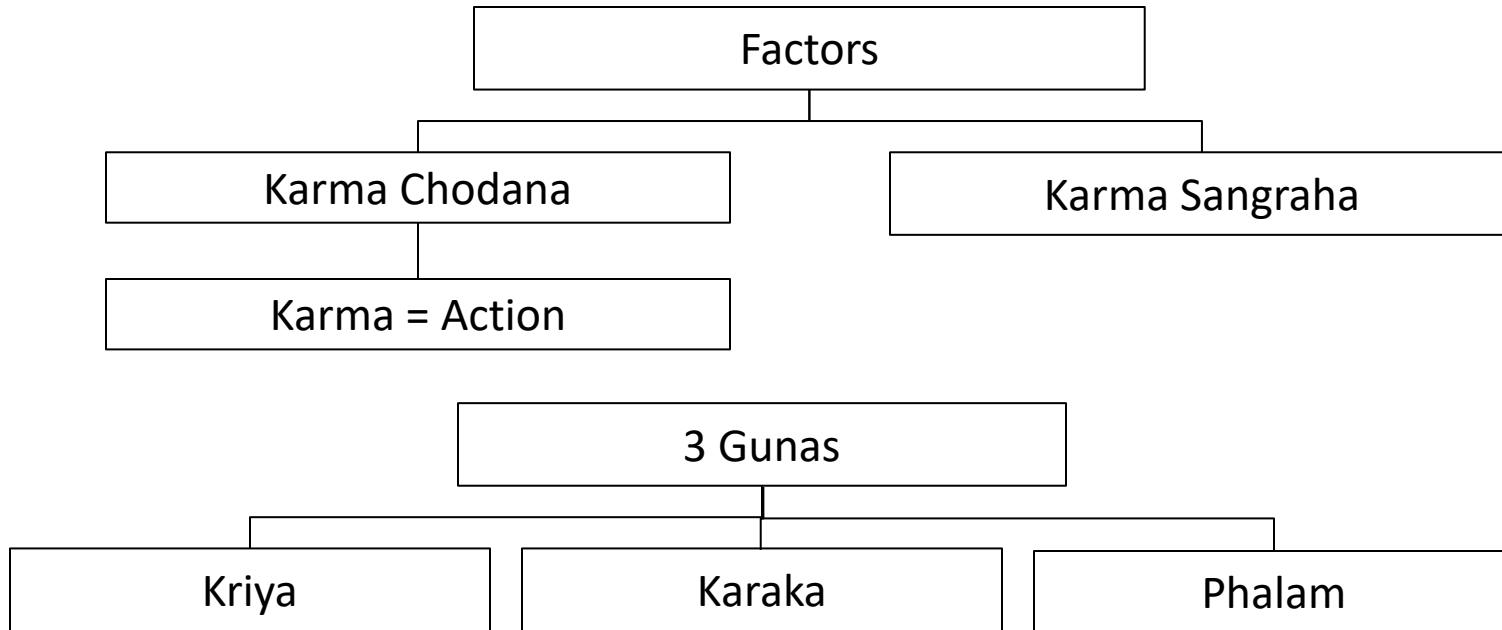 Factors
Karma Chodana
Karma Sangraha
Karma = Action
3 Gunas
Kriya
Karaka
Phalam